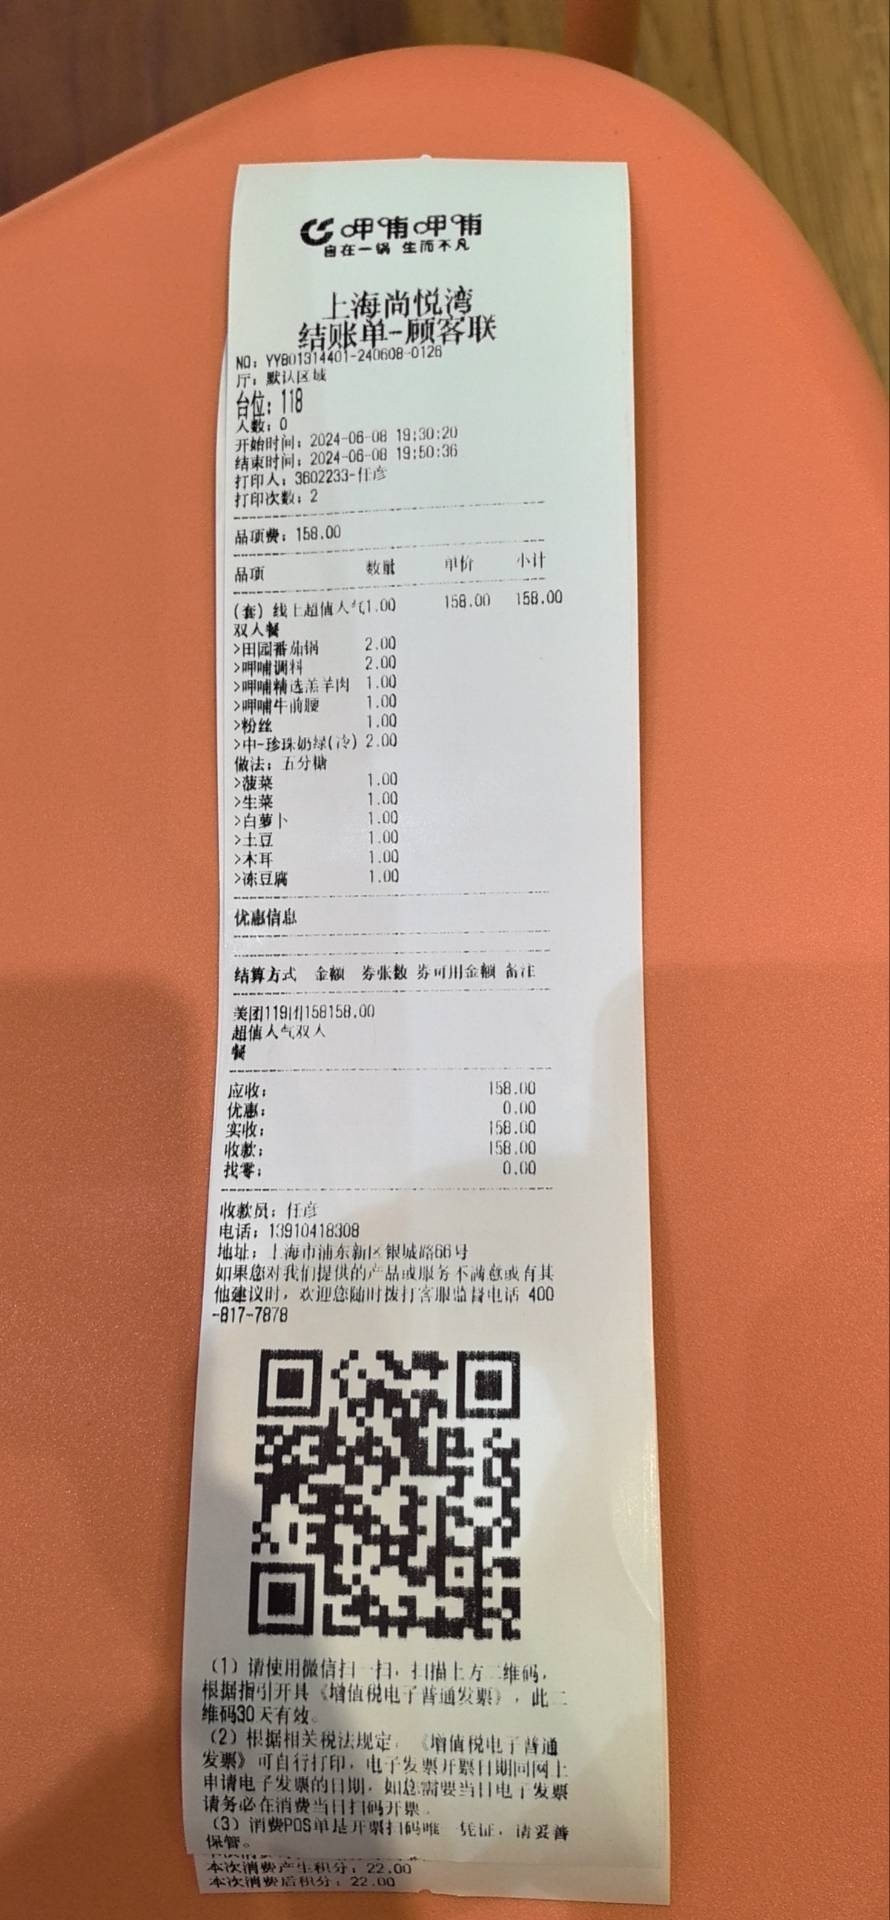 呷哺呷哺
自在一锅 生而不凡
上海尚悦湾
结账单-顾客联
NO: YYB01314401-240608-0126
厅: 默认区域
台位: 118
人数: 0
开始时间: 2024-06-08 19:30:20
结束时间: 2024-06-08 19:50:36
打印人: 3602233-任彦
打印次数: 2
品项费: 158.00
品项 数量 单价 小计
(套) 线上超值人气1.00 158.00 158.00
双人餐
>田园番茄锅 2.00
>呷哺调料 2.00
>呷哺精选羔羊肉 1.00
>呷哺牛前腰 1.00
>粉丝 1.00
>中-珍珠奶绿(冷) 2.00
做法: 五分糖
>菠菜 1.00
>生菜 1.00
>白萝卜 1.00
>土豆 1.00
>木耳 1.00
>冻豆腐 1.00
优惠信息
结算方式 金额 券张数 券可用金额 备注
美团119团158158.00
超值人气双人
餐
应收: 158.00
优惠: 0.00
实收: 158.00
收款: 158.00
找零: 0.00
收款员: 任彦
电话: 13910418308
地址: 上海市浦东新区银城路66号
如果您对我们提供的产品或服务不满意或有其
他建议时, 欢迎您随时拨打客服监督电话 400
-817-7878
(1) 请使用微信扫一扫, 扫描上方二维码,
根据指引开具《增值税电子普通发票》, 此二
维码30天有效。
(2) 根据相关税法规定, 《增值税电子普通
发票》可自行打印, 电子发票开票日期同网上
申请电子发票的日期, 如您需要当日电子发票
请务必在消费当日扫码开票。
(3) 消费POS单是开票扫码唯一凭证, 请妥善
保管。
本次消费产生积分: 22.00
本次消费后积分: 22.00